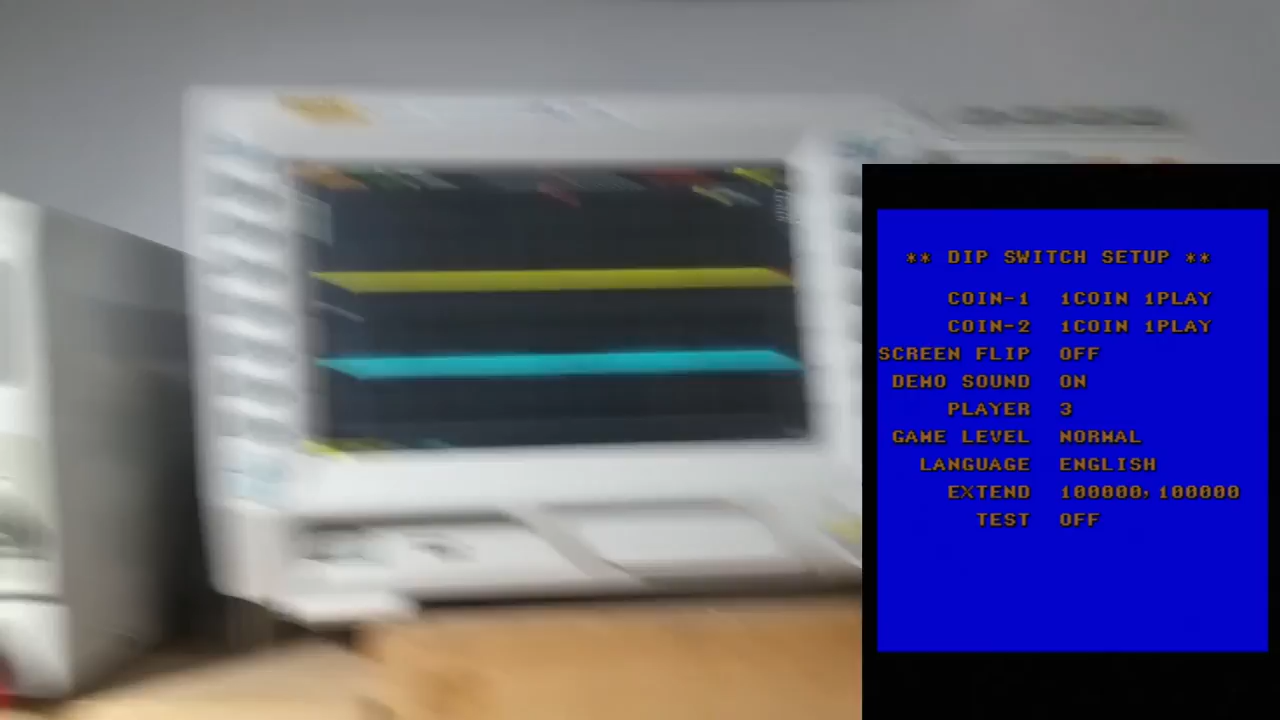 ** DIP SWITCH SETUP **
COIN-1 1COIN 1PLAY
COIN-2 1COIN 1PLAY
SCREEN FLIP OFF
DEMO SOUND ON
PLAYER 3
GAME LEVEL NORMAL
LANGUAGE ENGLISH
EXTEND 100000,100000
TEST OFF